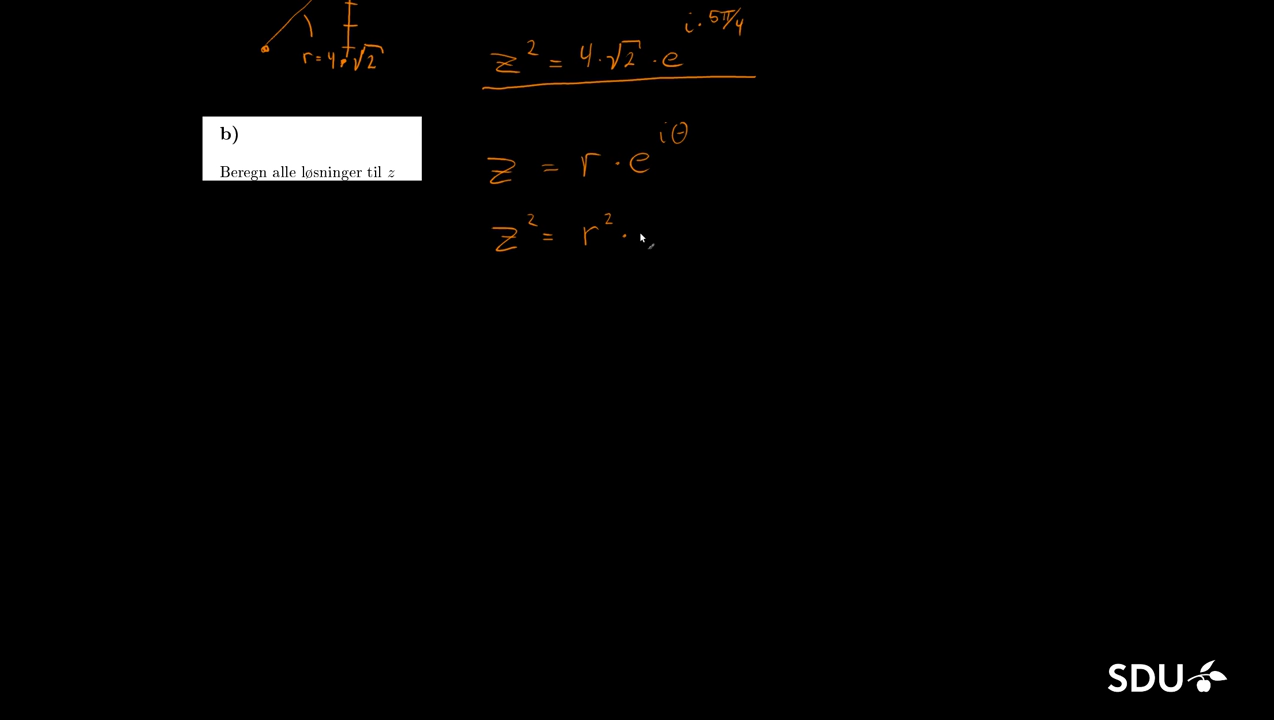 r = 4·√2
z² = 4·√2 · e^{i·5π/4}
b)
Beregn alle løsninger til z
z = r · e^{iθ}
z² = r² ·
SDU